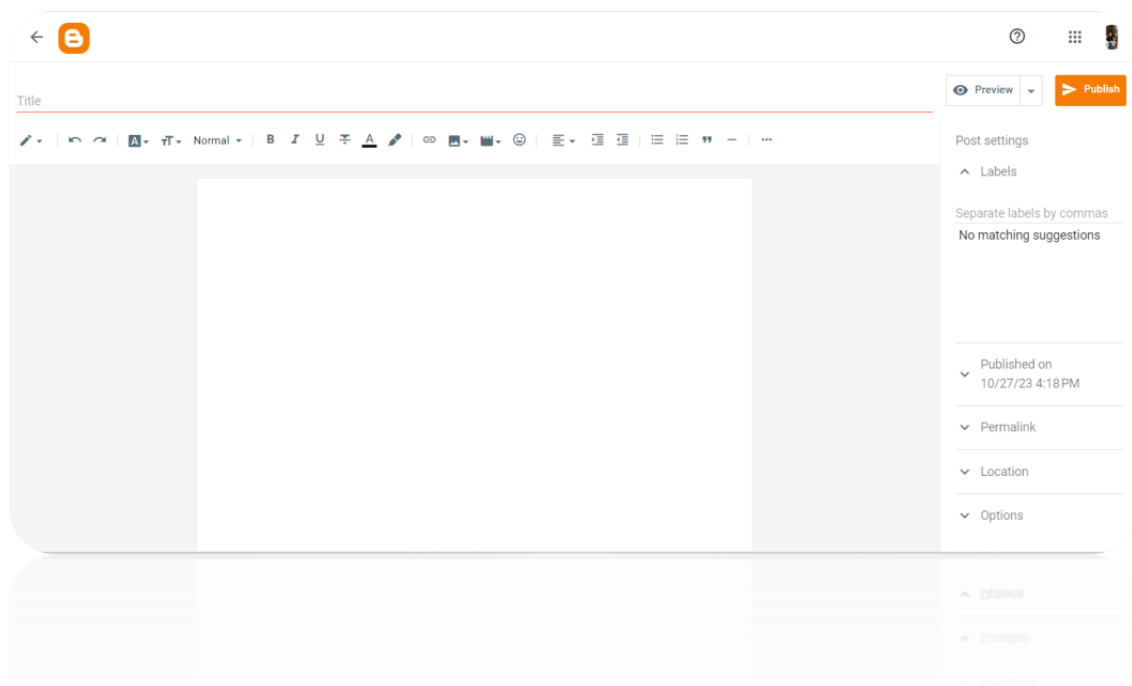 Title
Preview
Publish
Normal
B I U A
Post settings
Labels
Separate labels by commas
No matching suggestions
Published on
10/27/23 4:18 PM
Permalink
Location
Options